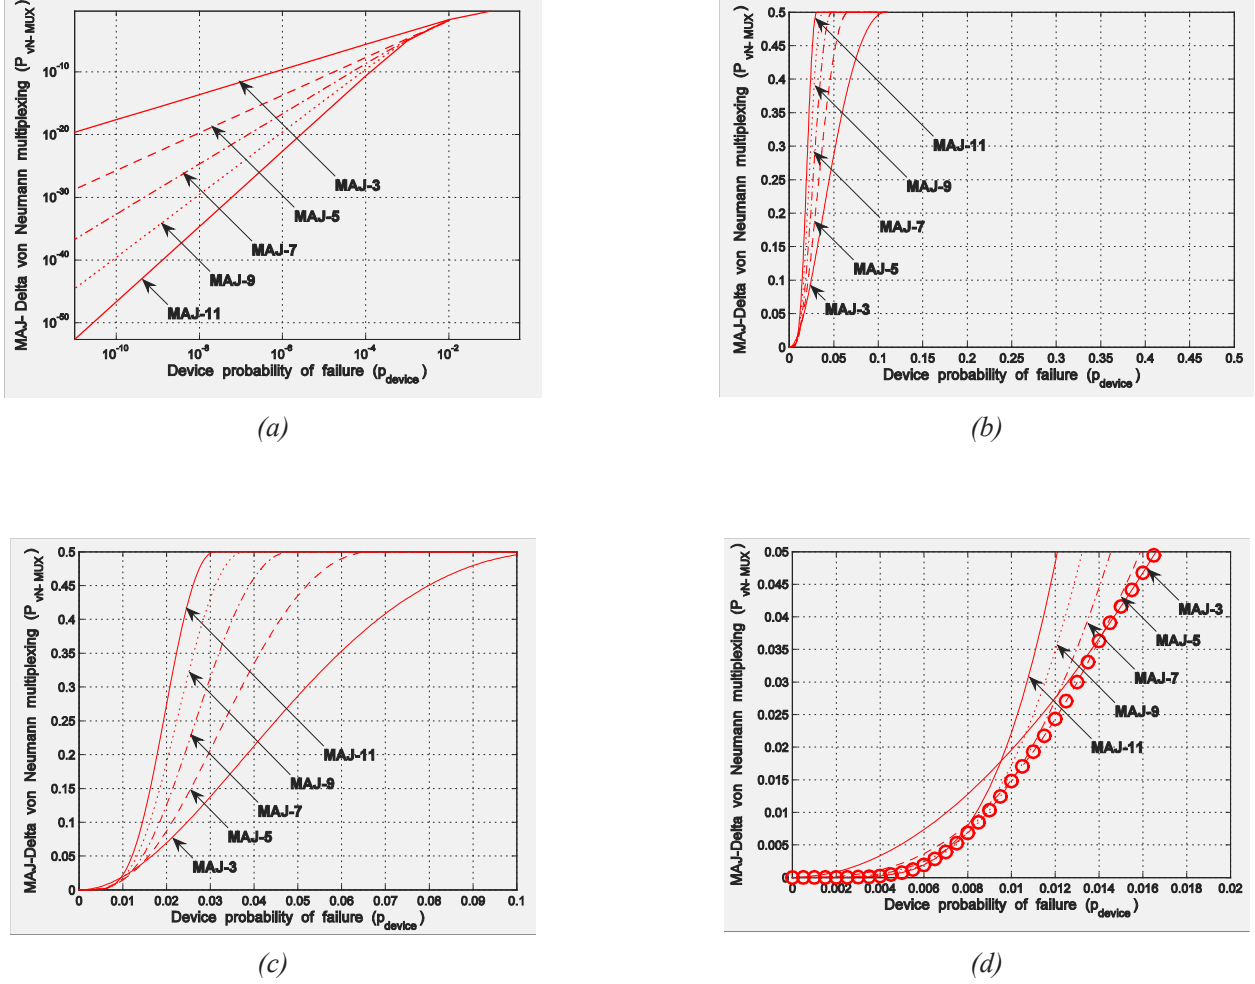 MAJ- Delta von Neumann multiplexing (P vN- MUX)
10^-10
10^-20
10^-30
10^-40
10^-50
MAJ-3
MAJ-5
MAJ-7
MAJ-9
MAJ-11
10^-10 10^-8 10^-6 10^-4 10^-2
Device probability of failure (p device)
(a)
MAJ-Delta von Neumann multiplexing (P vN- MUX)
0.5
0.45
0.4
0.35
0.3
0.25
0.2
0.15
0.1
0.05
0
MAJ-11
MAJ-9
MAJ-7
MAJ-5
MAJ-3
0 0.05 0.1 0.15 0.2 0.25 0.3 0.35 0.4 0.45 0.5
Device probability of failure (p device)
(b)
MAJ-Delta von Neumann multiplexing (P vN- MUX)
0.5
0.45
0.4
0.35
0.3
0.25
0.2
0.15
0.1
0.05
0
MAJ-11
MAJ-9
MAJ-7
MAJ-5
MAJ-3
0 0.01 0.02 0.03 0.04 0.05 0.06 0.07 0.08 0.09 0.1
Device probability of failure (p device)
(c)
MAJ-Delta von Neumann multiplexing (P vN- MUX)
0.05
0.045
0.04
0.035
0.03
0.025
0.02
0.015
0.01
0.005
0
MAJ-3
MAJ-5
MAJ-7
MAJ-9
MAJ-11
0 0.002 0.004 0.006 0.008 0.01 0.012 0.014 0.016 0.018 0.02
Device probability of failure (p device)
(d)